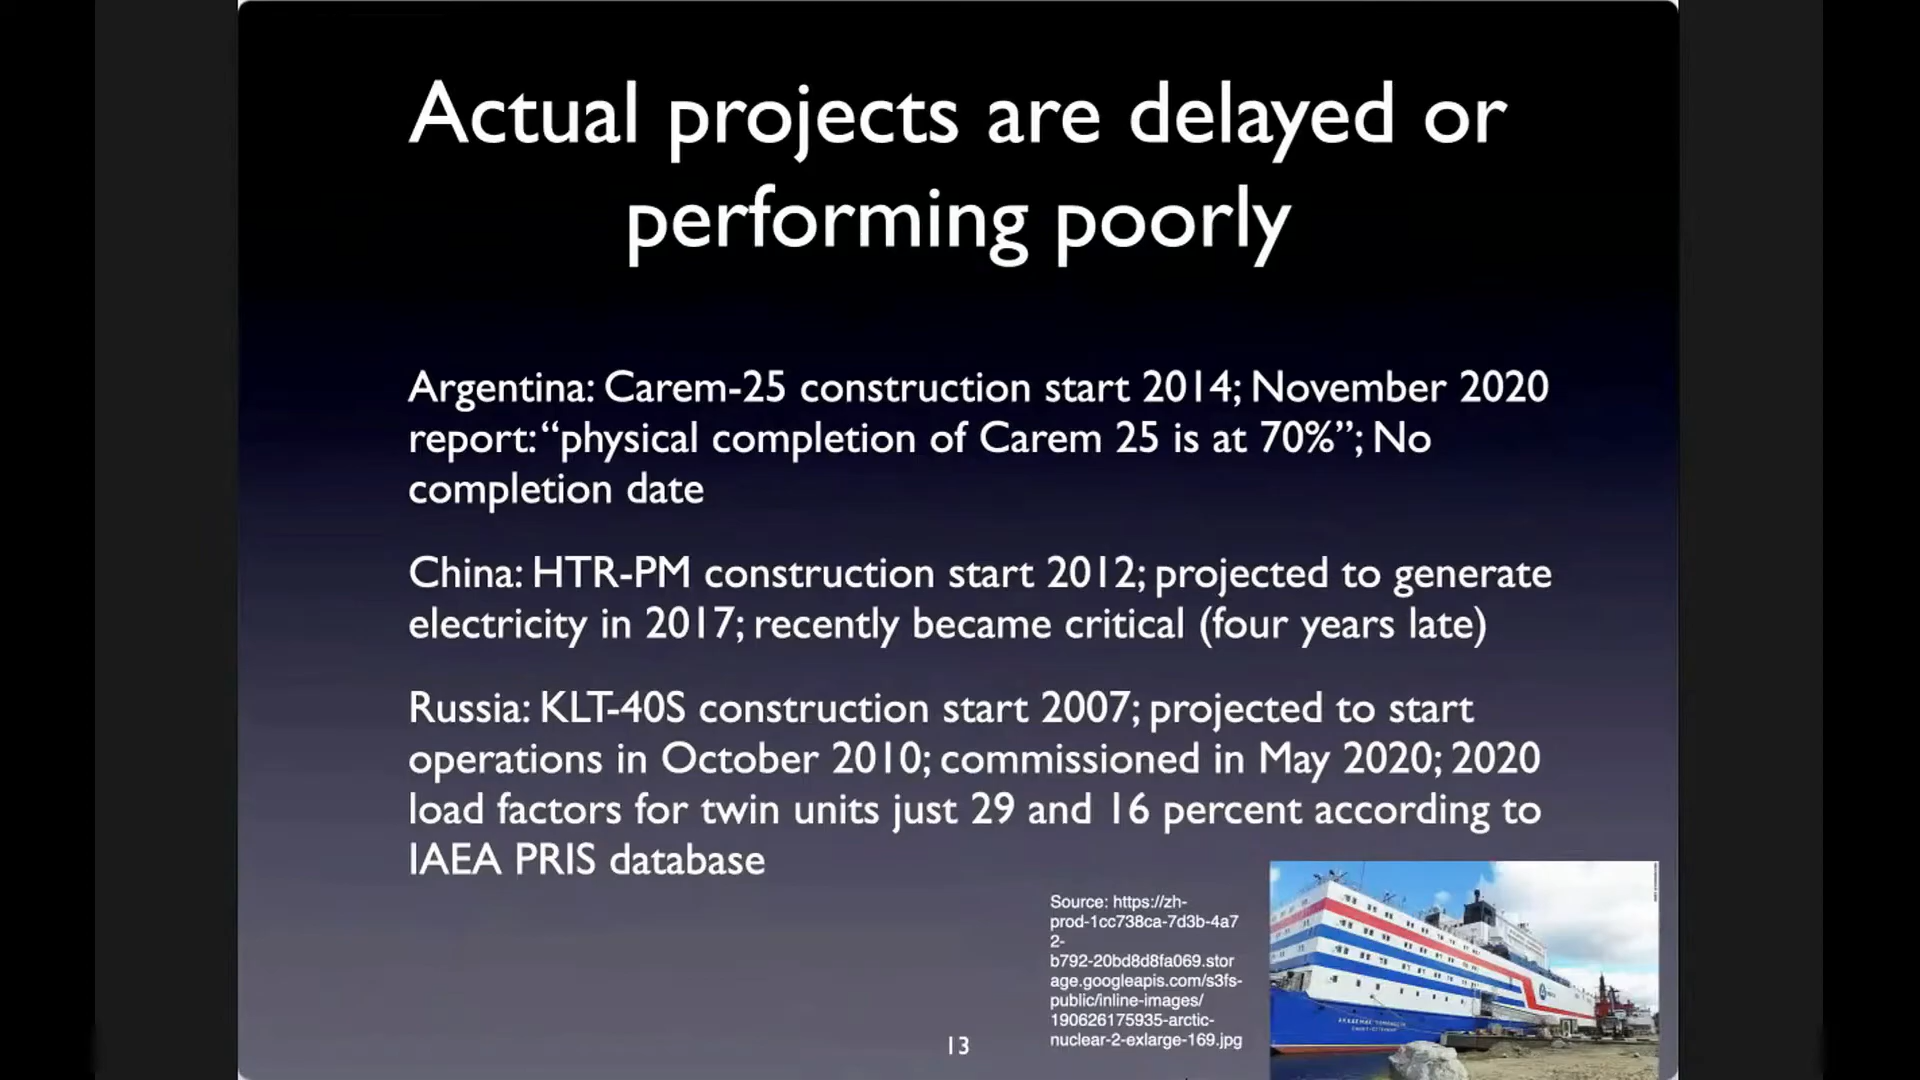 Actual projects are delayed or
performing poorly
Argentina: Carem-25 construction start 2014; November 2020
report: “physical completion of Carem 25 is at 70%”; No
completion date
China: HTR-PM construction start 2012; projected to generate
electricity in 2017; recently became critical (four years late)
Russia: KLT-40S construction start 2007; projected to start
operations in October 2010; commissioned in May 2020; 2020
load factors for twin units just 29 and 16 percent according to
IAEA PRIS database
Source: https://zh-
prod-1cc738ca-7d3b-4a7
2-
b792-20bd8d8fa069.stor
age.googleapis.com/s3fs-
public/inline-images/
190626175935-arctic-
nuclear-2-exlarge-169.jpg
13